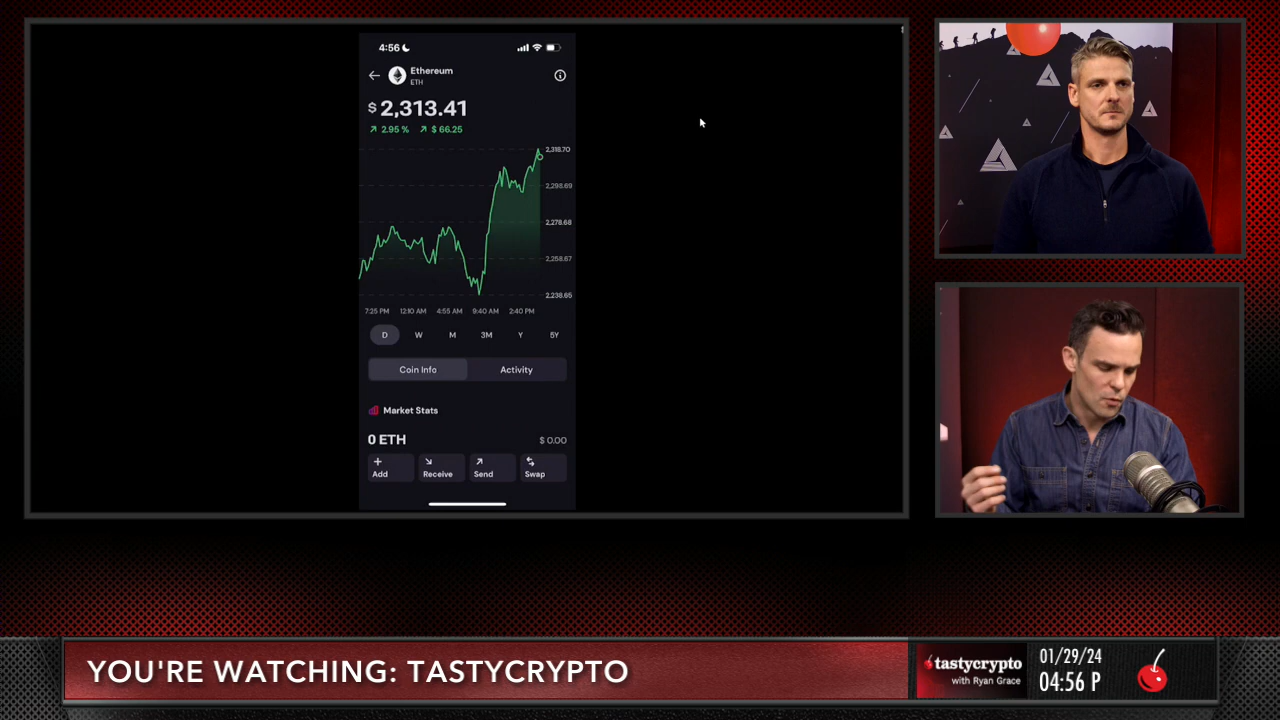 4:56
Ethereum
ETH
$ 2,313.41
2.95 % $ 66.25
2,318.70
2,298.69
2,278.68
2,258.67
2,238.65
7:25 PM 12:10 AM 4:55 AM 9:40 AM 2:40 PM
D W M 3M Y 5Y
Coin Info Activity
Market Stats
0 ETH $ 0.00
Add Receive Send Swap
YOU'RE WATCHING: TASTYCRYPTO
tastycrypto
with Ryan Grace
01/29/24
04:56 P